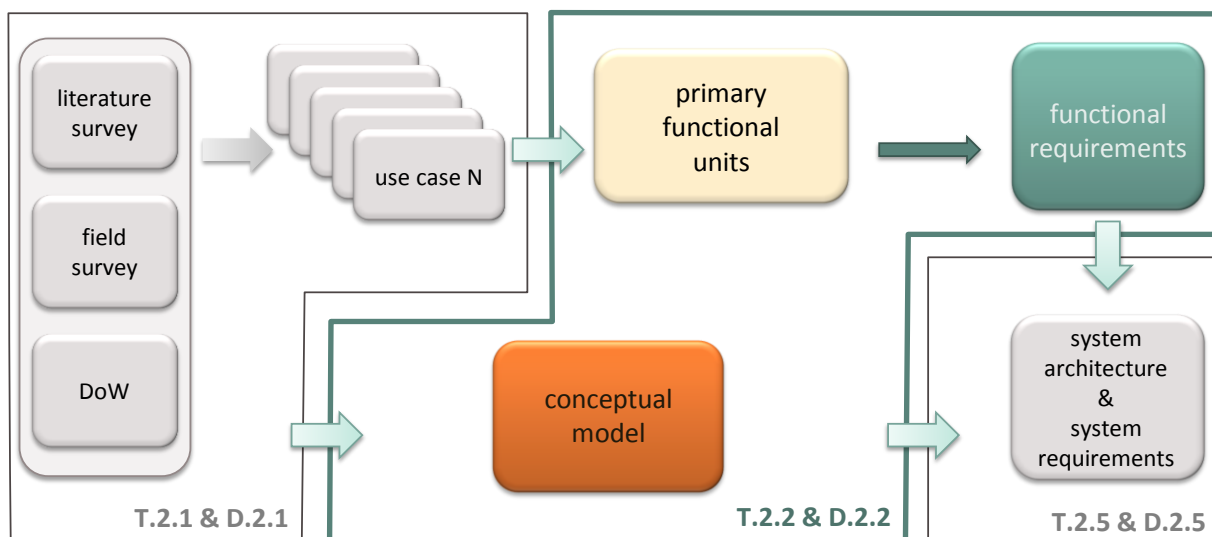 literature
survey
field
survey
DoW
use case N
primary
functional
units
functional
requirements
conceptual
model
system
architecture
&
system
requirements
T.2.1 & D.2.1
T.2.2 & D.2.2
T.2.5 & D.2.5